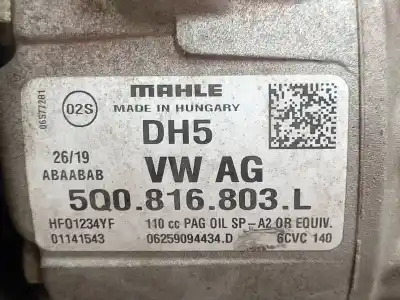 06577281
02S
MAHLE
MADE IN HUNGARY
DH5
26/19
VW AG
ABAABAB
5Q0.816.803.L
HFO1234YF 110 cc PAG OIL SP-A2 OR EQUIV.
01141543 06259094434.D 6CVC 140